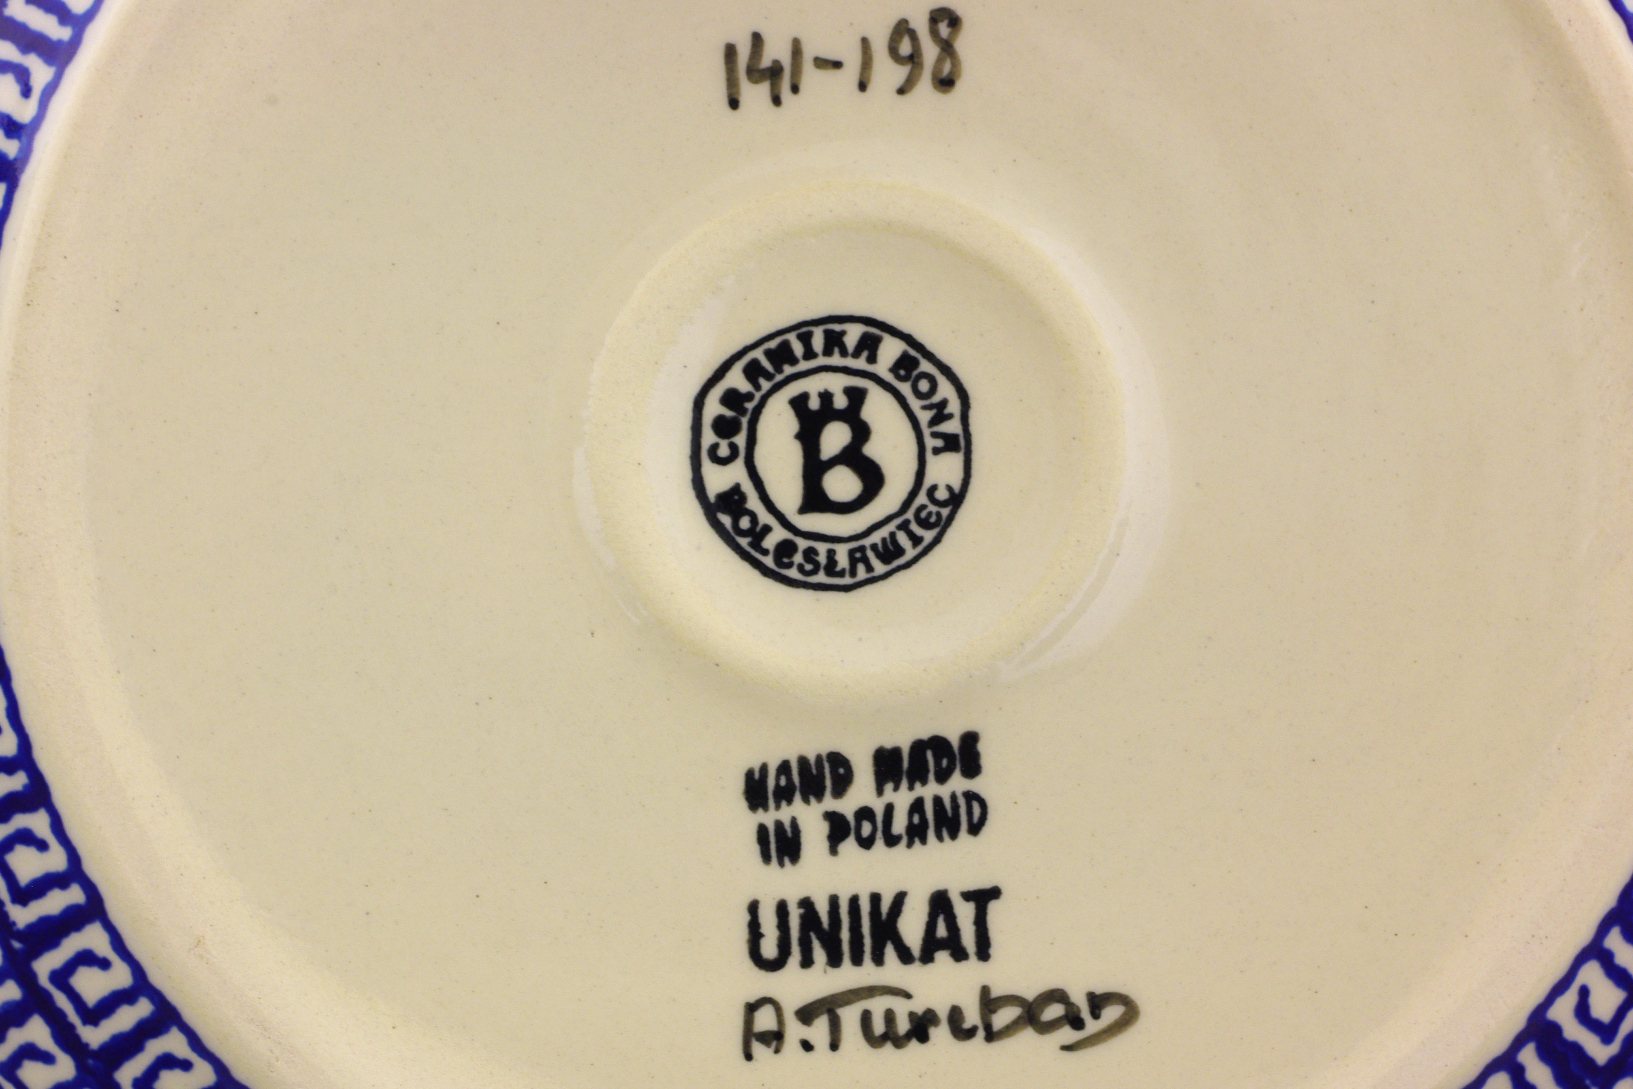 141-198
CERAMIKA BONA
B
BOLESŁAWIEC
HAND MADE
IN POLAND
UNIKAT
A.Turban